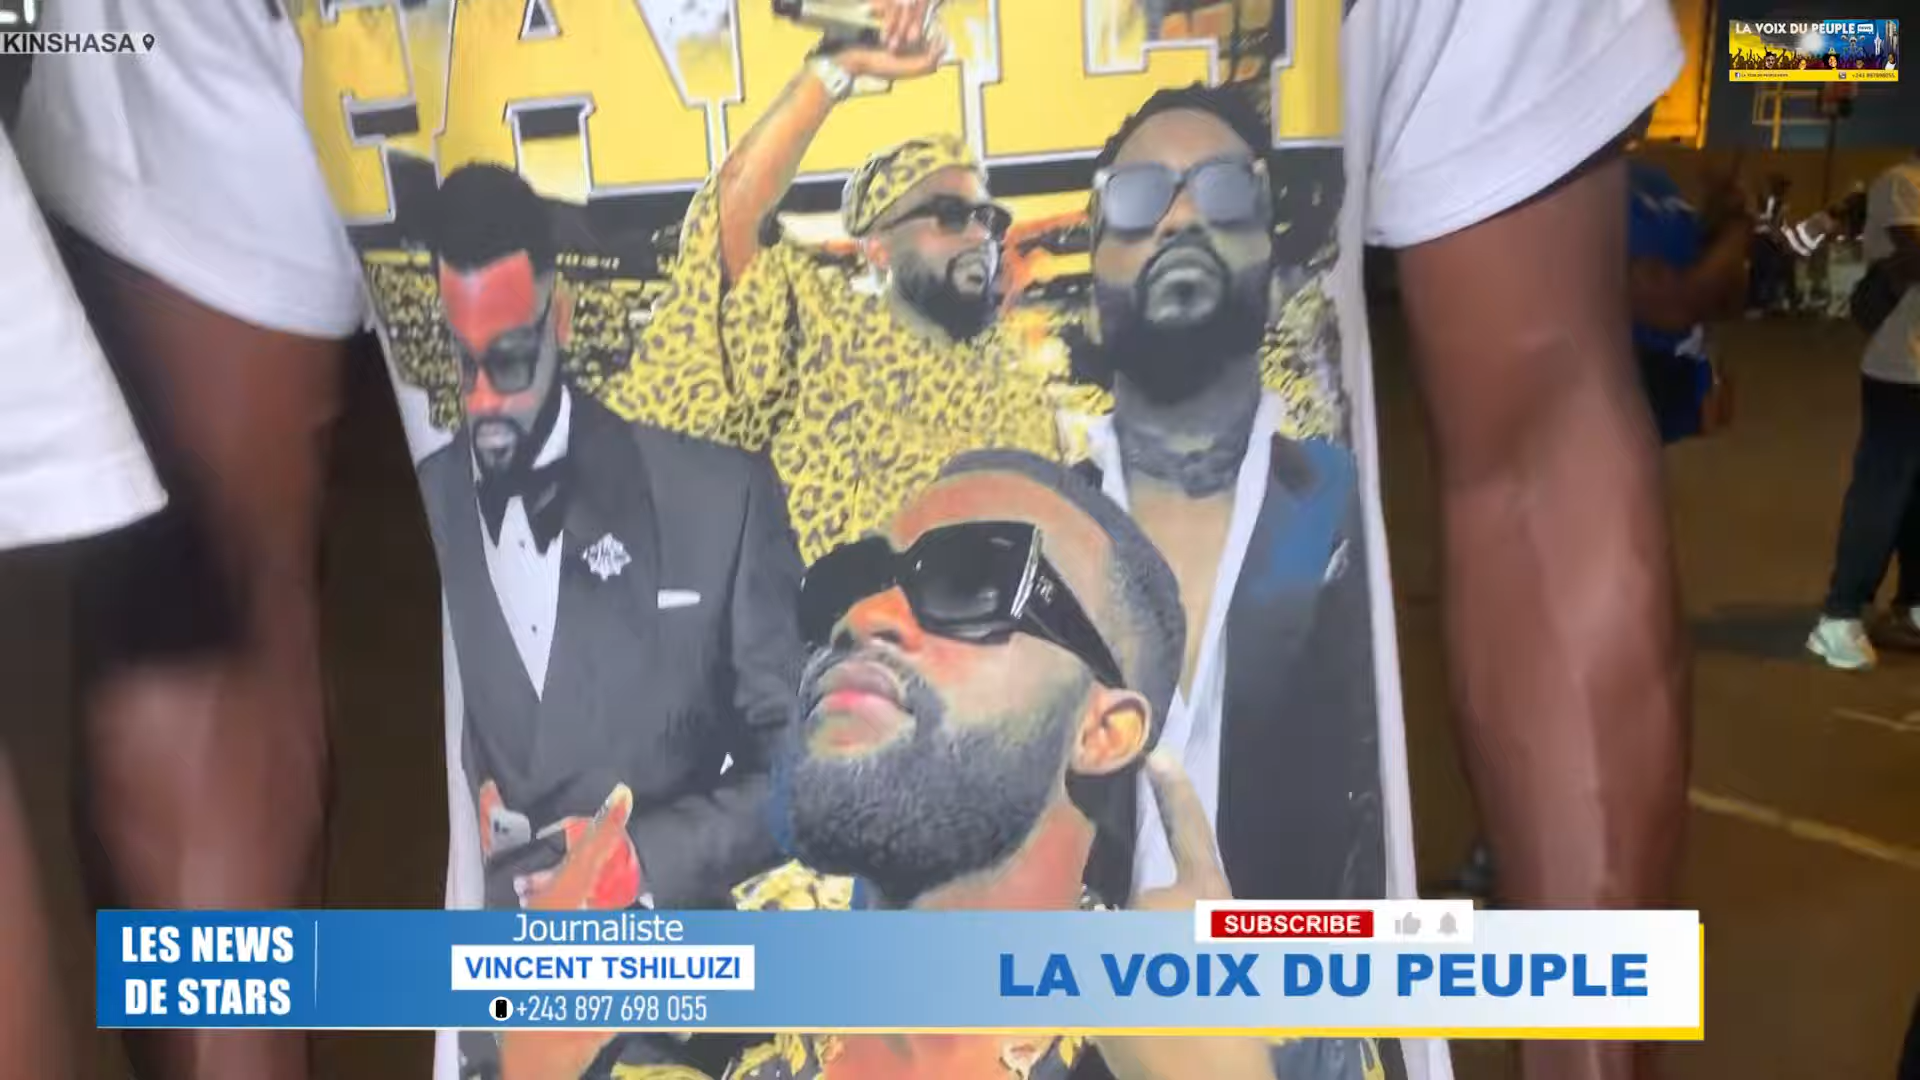 KINSHASA
LA VOIX DU PEUPLE
FALLY
LES NEWS
DE STARS
Journaliste
VINCENT TSHILUIZI
+243 897 698 055
SUBSCRIBE
LA VOIX DU PEUPLE